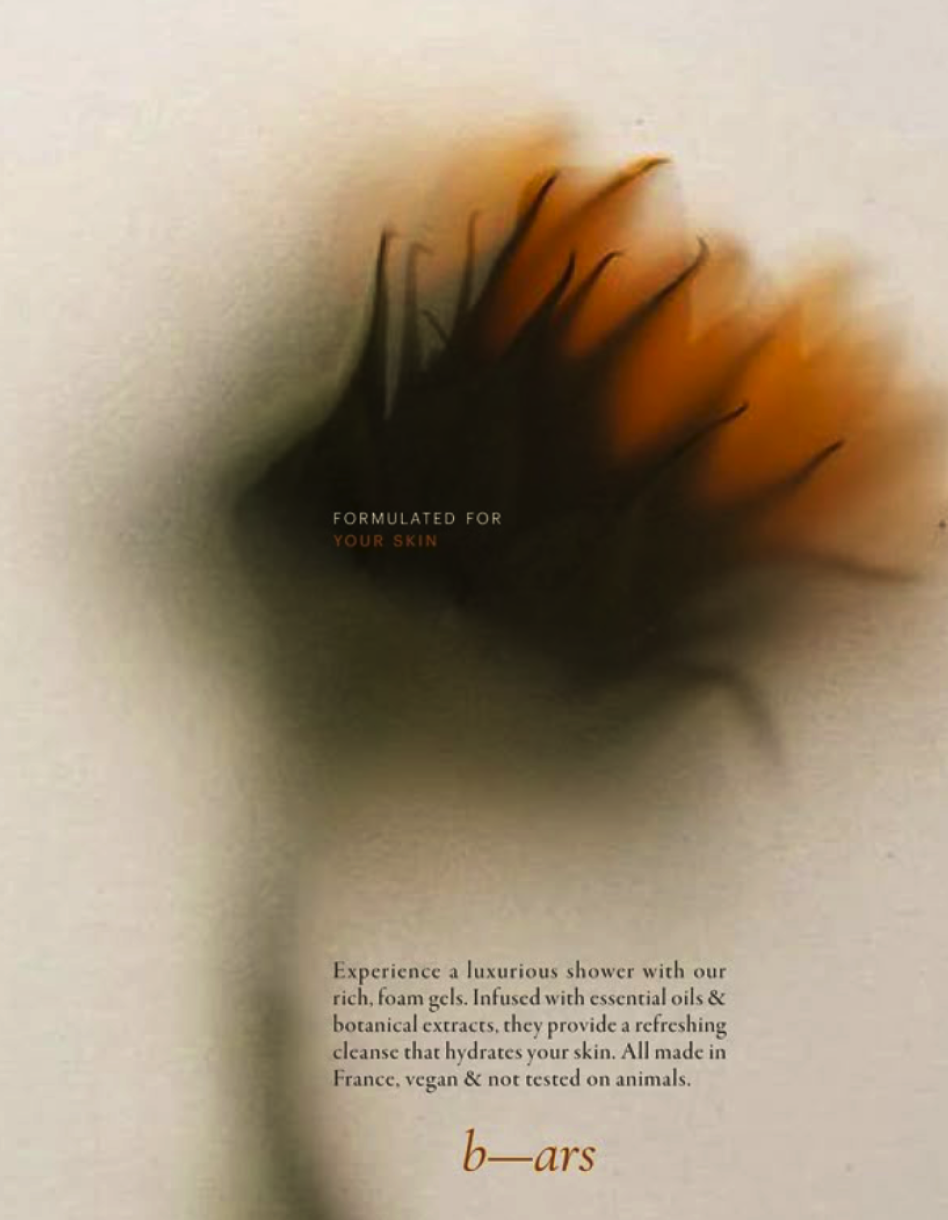 FORMULATED FOR
YOUR SKIN
Experience a luxurious shower with our
rich, foam gels. Infused with essential oils &
botanical extracts, they provide a refreshing
cleanse that hydrates your skin. All made in
France, vegan & not tested on animals.
b—ars